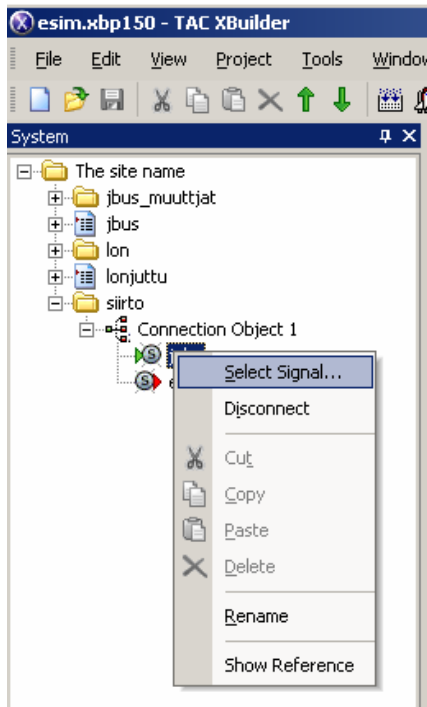 esim.xbp150 - TAC XBuilder
File Edit View Project Tools Window
System
The site name
jbus_muuttjat
jbus
lon
lonjuttu
siirto
Connection Object 1
S
S
Select Signal...
Disconnect
Cut
Copy
Paste
Delete
Rename
Show Reference